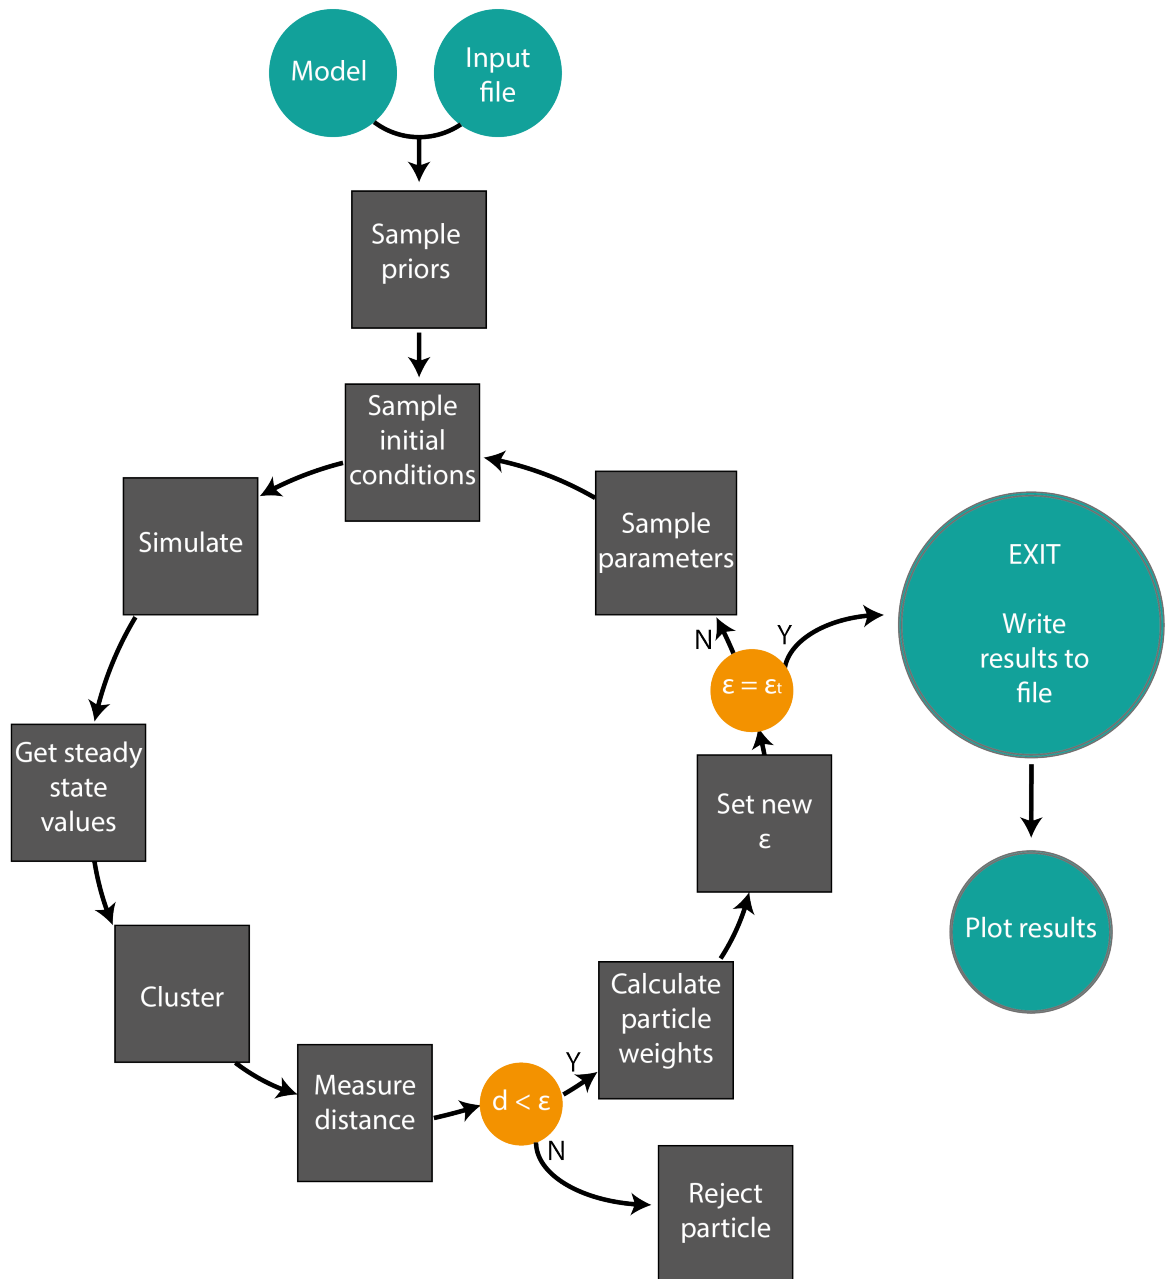 Model
Input
file
Sample
priors
Sample
initial
conditions
Simulate
Sample
parameters
EXIT
Write
results to
file
N
Y
ε = εt
Get steady
state
values
Set new
ε
Plot results
Cluster
Calculate
particle
weights
Measure
distance
Y
d < ε
N
Reject
particle